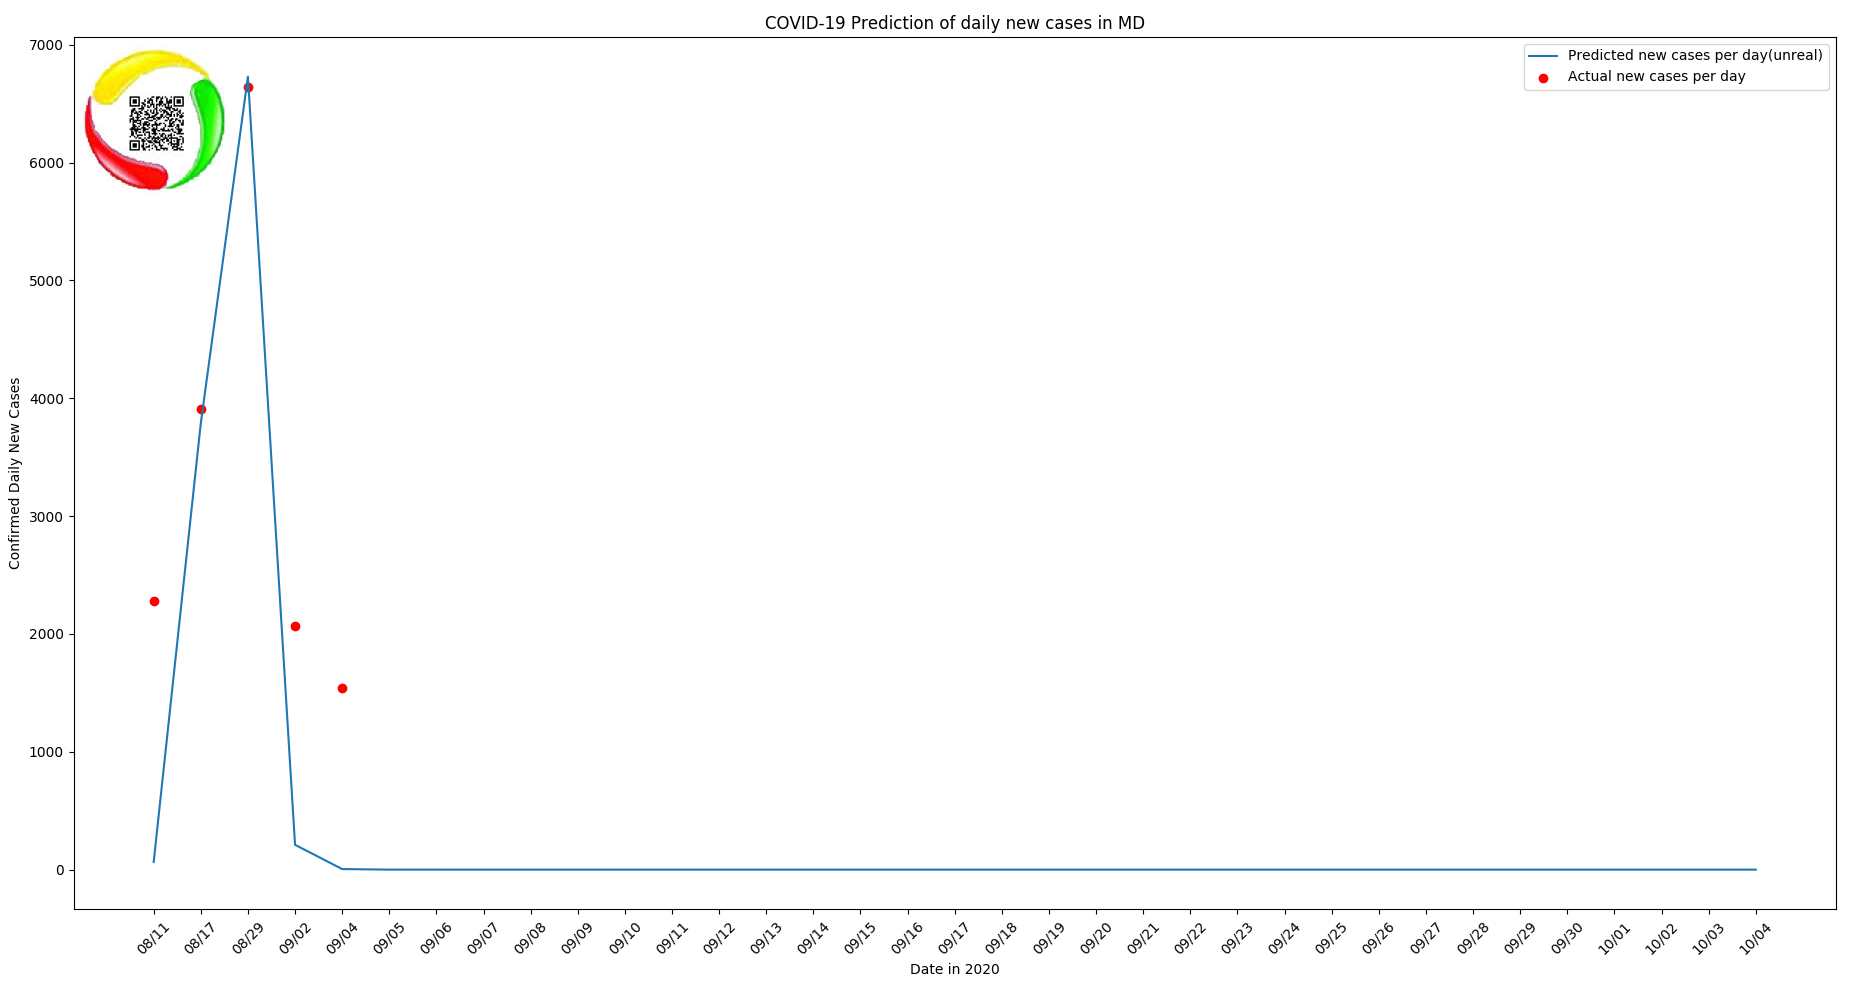 COVID-19 Prediction of daily new cases in MD
Predicted new cases per day(unreal)
Actual new cases per day
Confirmed Daily New Cases
7000
6000
5000
4000
3000
2000
1000
0
08/11 08/17 08/29 09/02 09/04 09/05 09/06 09/07 09/08 09/09 09/10 09/11 09/12 09/13 09/14 09/15 09/16 09/17 09/18 09/19 09/20 09/21 09/22 09/23 09/24 09/25 09/26 09/27 09/28 09/29 09/30 10/01 10/02 10/03 10/04
Date in 2020